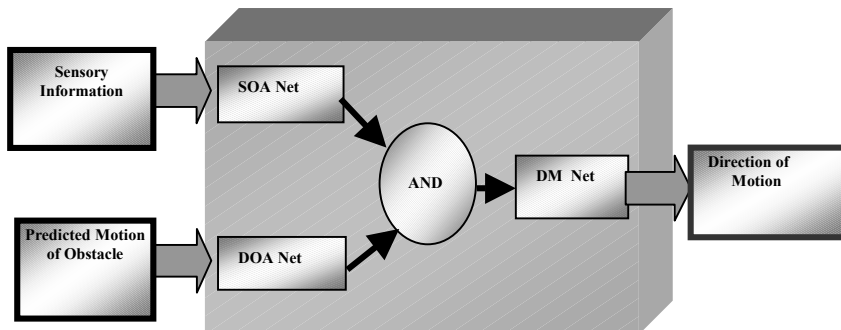 Sensory
Information
SOA Net
AND
DM Net
Direction of
Motion
Predicted Motion
of Obstacle
DOA Net